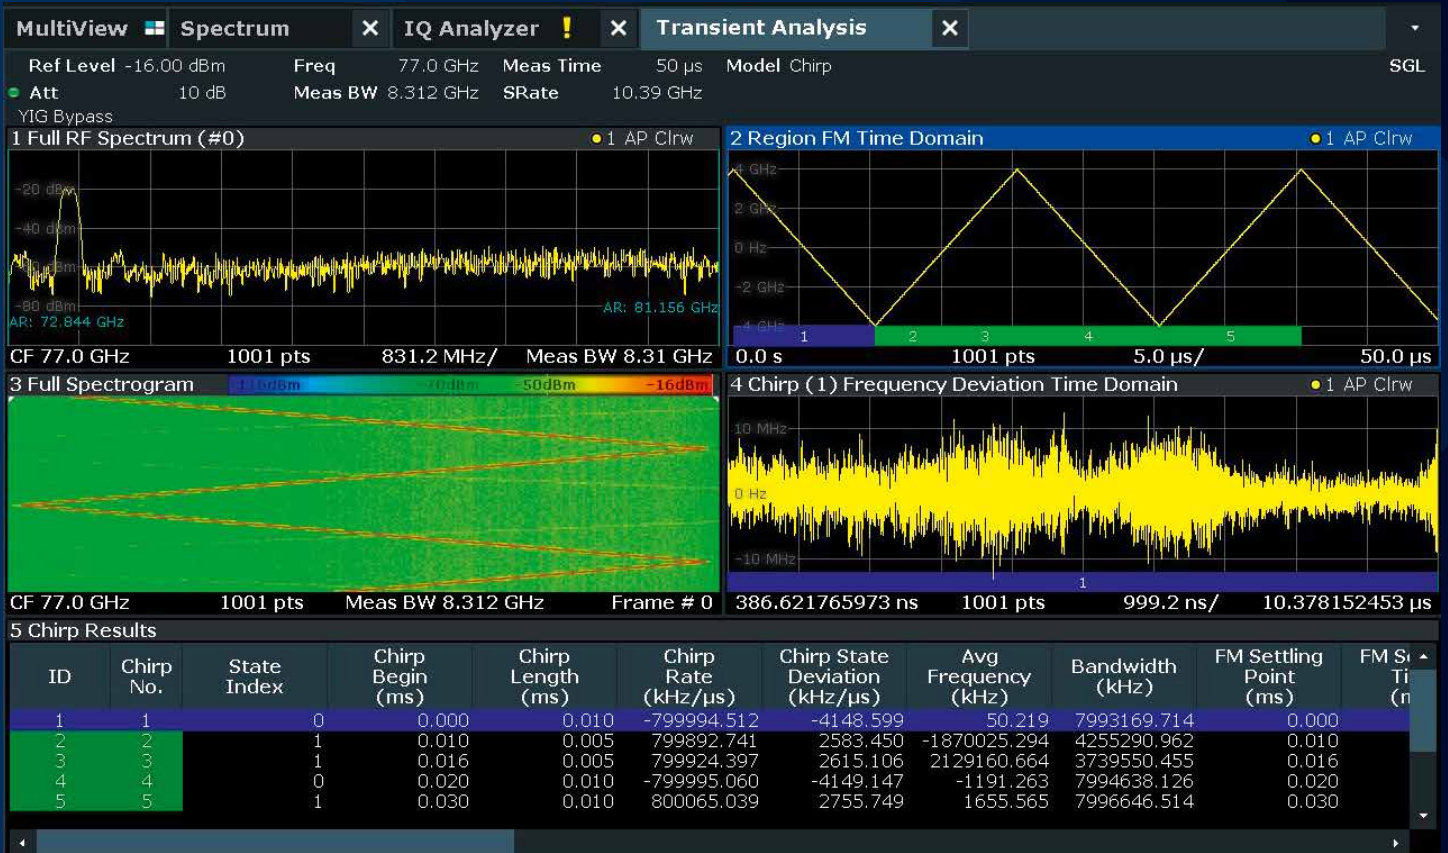 MultiView Spectrum X IQ Analyzer ! X Transient Analysis X
Ref Level -16.00 dBm Freq 77.0 GHz Meas Time 50 µs Model Chirp SGL
Att 10 dB Meas BW 8.312 GHz SRate 10.39 GHz
YIG Bypass
1 Full RF Spectrum (#0) 1 AP Clrw
-20 dBm
-40 dBm
-80 dBm
AR: 81.156 GHz
AR: 72.844 GHz
CF 77.0 GHz 1001 pts 831.2 MHz/ Meas BW 8.31 GHz
2 Region FM Time Domain 1 AP Clrw
4 GHz
2 GHz
0 Hz
-2 GHz
-4 GHz
1 2 3 4 5
0.0 s 1001 pts 5.0 µs/ 50.0 µs
3 Full Spectrogram -70dBm -50dBm -16dBm
CF 77.0 GHz 1001 pts Meas BW 8.312 GHz Frame # 0
4 Chirp (1) Frequency Deviation Time Domain 1 AP Clrw
10 MHz
0 Hz
-10 MHz
1
386.621765973 ns 1001 pts 999.2 ns/ 10.378152453 µs
5 Chirp Results
ID Chirp No. State Index Chirp Begin (ms) Chirp Length (ms) Chirp Rate (kHz/µs) Chirp State Deviation (kHz/µs) Avg Frequency (kHz) Bandwidth (kHz) FM Settling Point (ms)
1 1 0 0.000 0.010 -799994.512 -4148.599 50.219 7993169.714 0.000
2 2 1 0.010 0.005 799892.741 2583.450 -1870025.294 4255290.962 0.010
3 3 1 0.016 0.005 799924.397 2615.106 2129160.664 3739550.455 0.016
4 4 0 0.020 0.010 -799995.060 -4149.147 -1191.263 7994638.126 0.020
5 5 1 0.030 0.010 800065.039 2755.749 1655.565 7996646.514 0.030